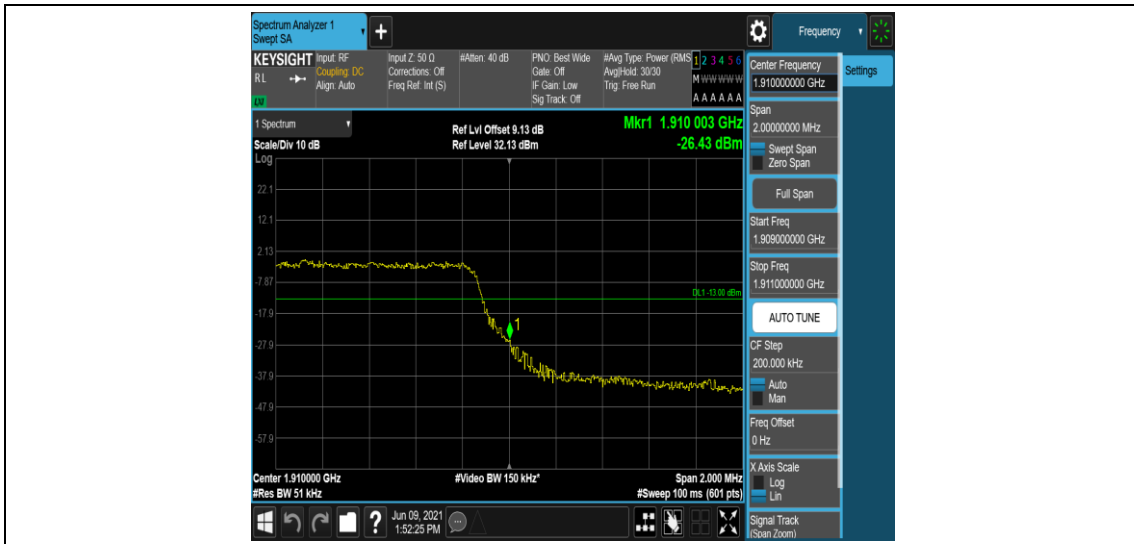 Spectrum Analyzer 1
Swept SA
+
Frequency
KEYSIGHT
RL
LXI
Input: RF
Coupling: DC
Align: Auto
Input Z: 50 Ω
Corrections: Off
Freq Ref: Int (S)
#Atten: 40 dB
PNO: Best Wide
Gate: Off
IF Gain: Low
Sig Track: Off
#Avg Type: Power (RMS
Avg|Hold: 30/30
Trig: Free Run
1 2 3 4 5 6
M W W W W W
A A A A A A
1 Spectrum
Scale/Div 10 dB
Ref Lvl Offset 9.13 dB
Ref Level 32.13 dBm
Mkr1 1.910 003 GHz
-26.43 dBm
Log
22.1
12.1
2.13
-7.87
-17.9
-27.9
-37.9
-47.9
-57.9
DL1 -13.00 dBm
1
Center 1.910000 GHz
#Res BW 51 kHz
#Video BW 150 kHz*
Span 2.000 MHz
#Sweep 100 ms (601 pts)
?
Jun 09, 2021
1:52:25 PM
Center Frequency
1.910000000 GHz
Settings
Span
2.00000000 MHz
Swept Span
Zero Span
Full Span
Start Freq
1.909000000 GHz
Stop Freq
1.911000000 GHz
AUTO TUNE
CF Step
200.000 kHz
Auto
Man
Freq Offset
0 Hz
X Axis Scale
Log
Lin
Signal Track
(Span Zoom)